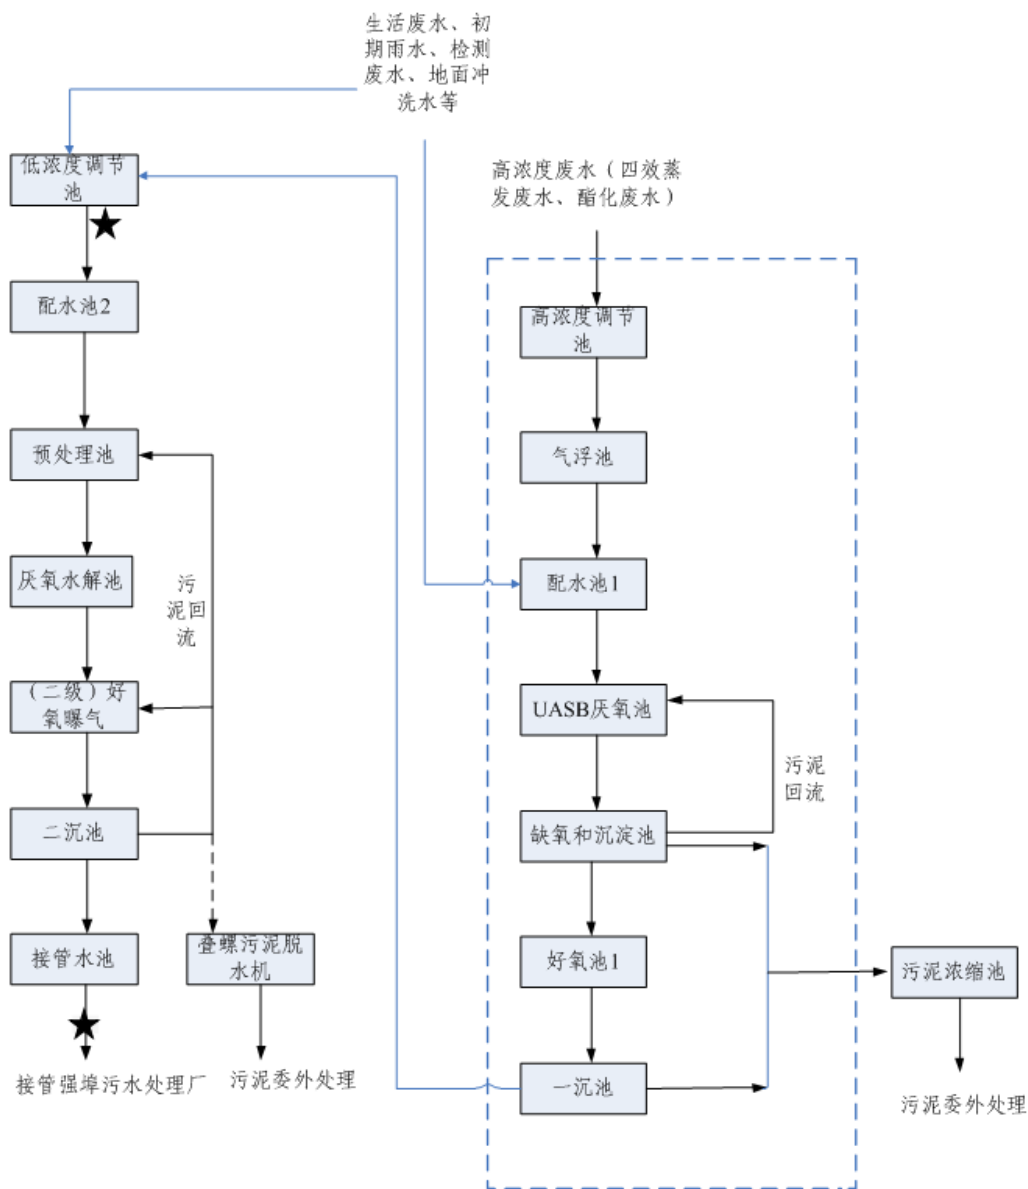 生活废水、初
期雨水、检测
废水、地面冲
洗水等
低浓度调节
池
配水池2
预处理池
厌氧水解池
污
泥回
流
（二级）好
氧曝气
二沉池
接管水池
叠螺污泥脱
水机
接管强埠污水处理厂
污泥委外处理
高浓度废水（四效蒸
发废水、酯化废水）
高浓度调节
池
气浮池
配水池1
UASB厌氧池
污泥
回流
缺氧和沉淀池
好氧池1
一沉池
污泥浓缩池
污泥委外处理